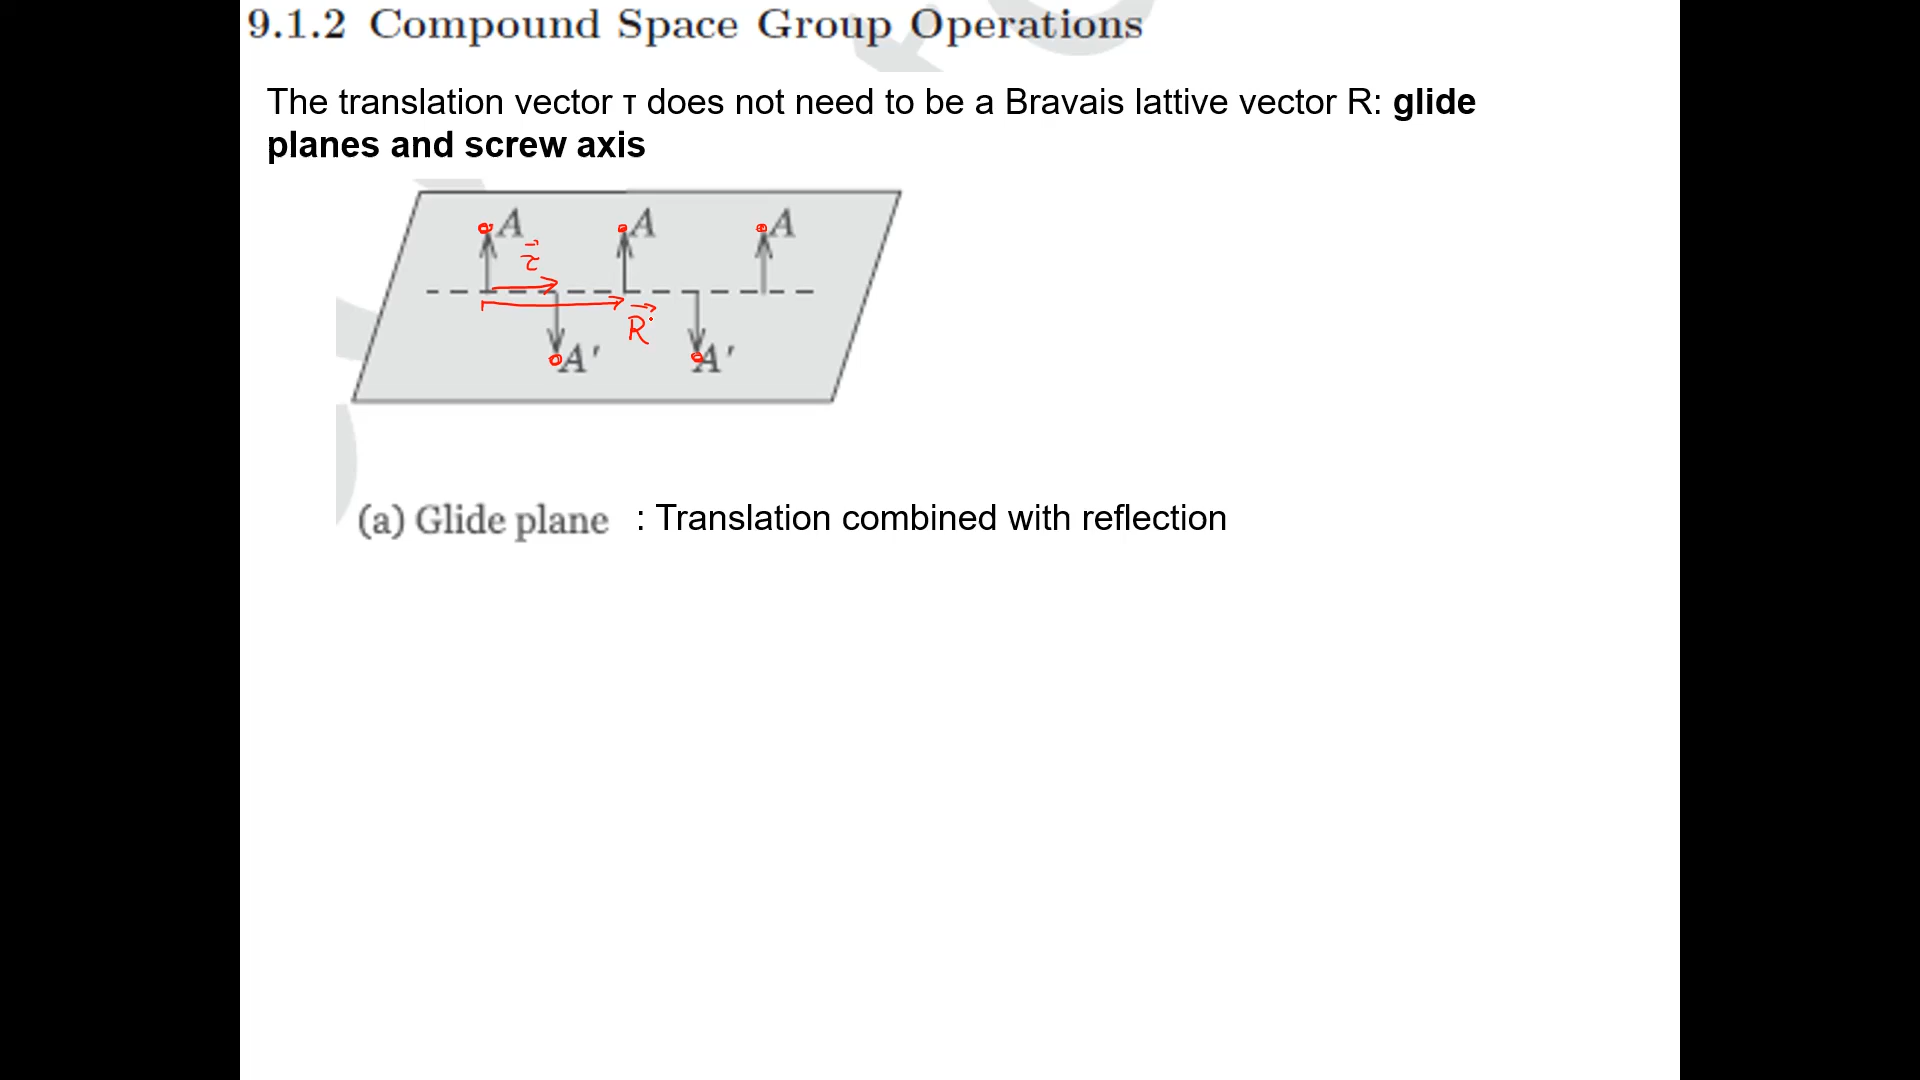 9.1.2 Compound Space Group Operations
The translation vector τ does not need to be a Bravais lattive vector R: glide
planes and screw axis
A A A
τ
R
A′ A′
(a) Glide plane : Translation combined with reflection